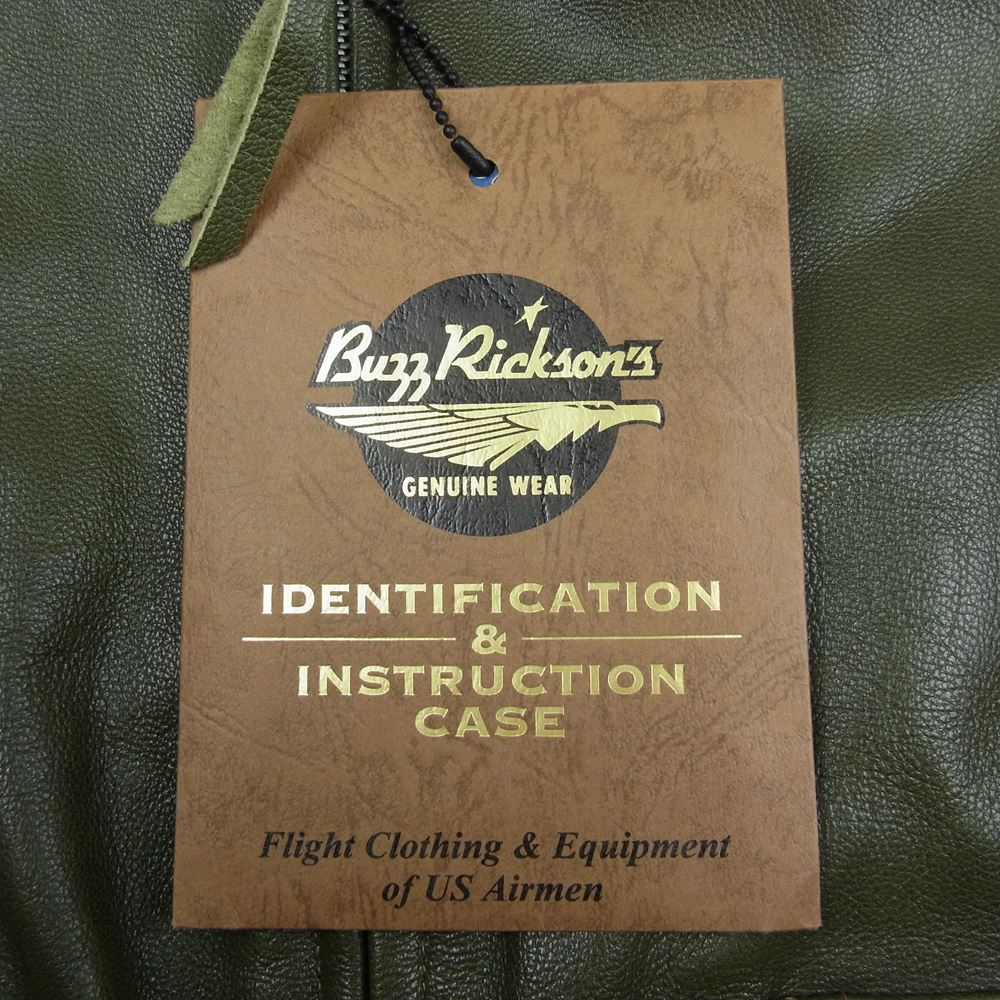 Buzz Rickson's
GENUINE WEAR
IDENTIFICATION
&
INSTRUCTION
CASE
Flight Clothing & Equipment
of US Airmen